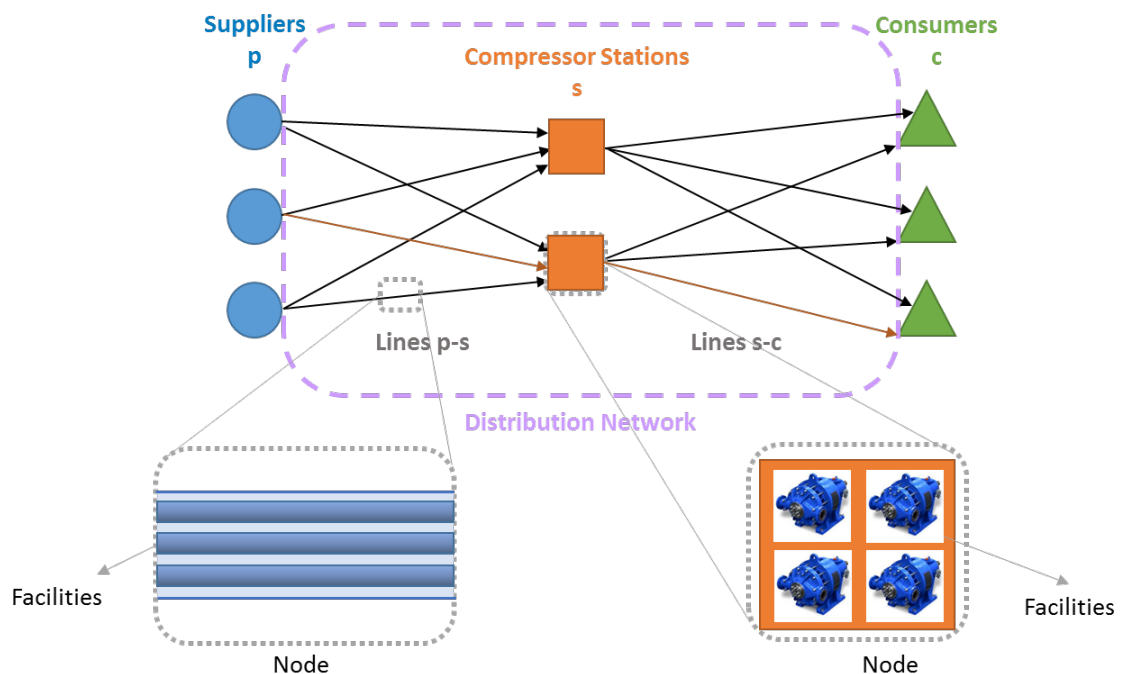 Suppliers
p
Compressor Stations
s
Consumers
c
Lines p-s
Lines s-c
Distribution Network
Facilities
Node
Facilities
Node